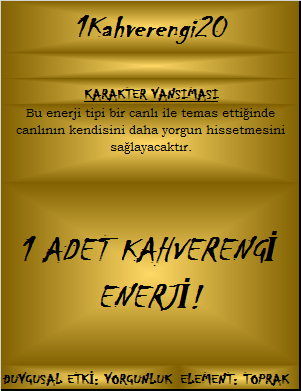 1Kahverengi20
KARAKTER YANSIMASI
Bu enerji tipi bir canlı ile temas ettiğinde
canlının kendisini daha yorgun hissetmesini
sağlayacaktır.
1 ADET KAHVERENGİ
ENERJİ!
DUYGUSAL ETKİ: YORGUNLUK ELEMENT: TOPRAK